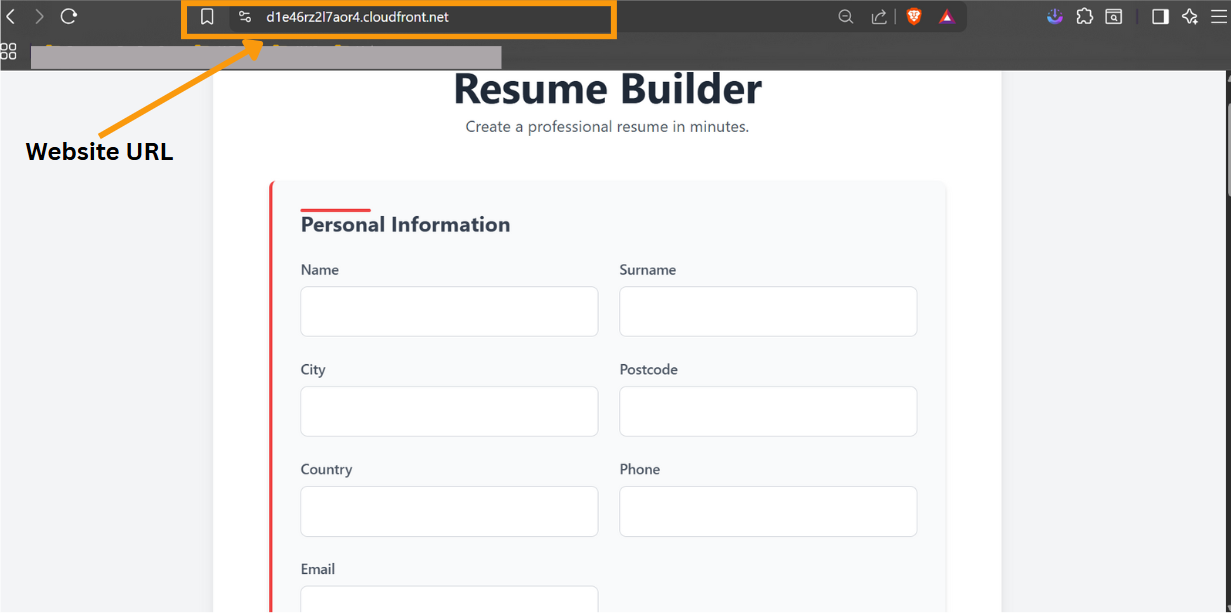 d1e46rz2l7aor4.cloudfront.net
Website URL
Resume Builder
Create a professional resume in minutes.
Personal Information
Name
Surname
City
Postcode
Country
Phone
Email